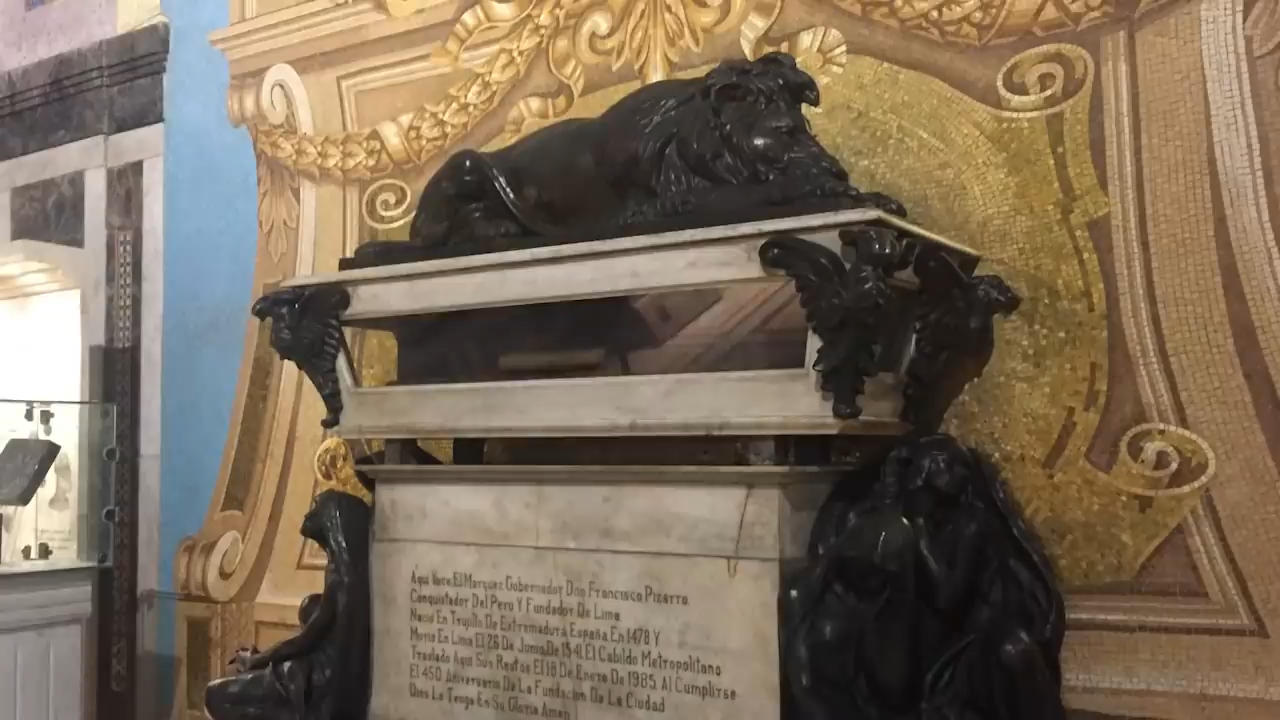 Aqui Yace El Marquez Gobernador Don Francisco Pizarro.
Conquistador Del Peru Y Fundador De Lima
Nacio En Trujillo De Extremadura España En 1478 Y
Murio En Lima El 26 De Junio De 1541. El Cabildo Metropolitano
Traslado Aqui Sus Restos El 18 De Enero De 1985. Al Cumplirse
El 450 Aniversario De La Fundacion De La Ciudad
Dios Lo Tenga En Su Gloria Amen